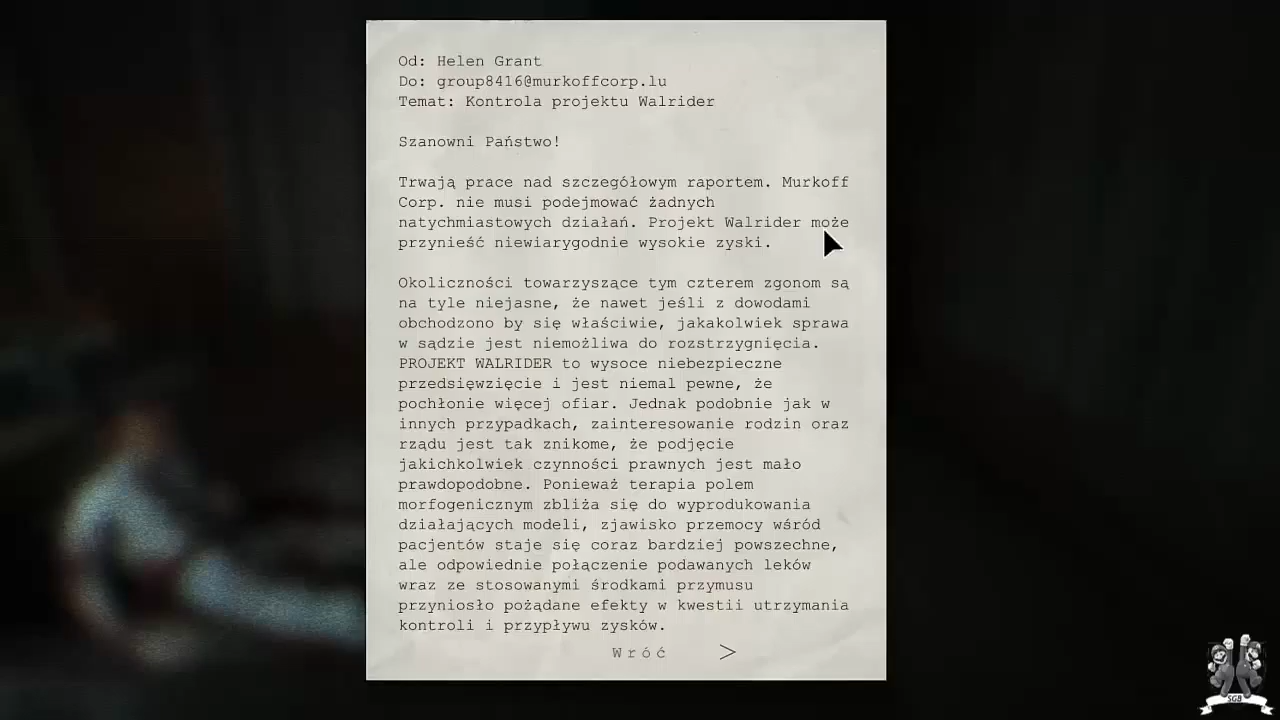 Od: Helen Grant
Do: group8416@murkoffcorp.lu
Temat: Kontrola projektu Walrider
Szanowni Państwo!
Trwają prace nad szczegółowym raportem. Murkoff
Corp. nie musi podejmować żadnych
natychmiastowych działań. Projekt Walrider może
przynieść niewiarygodnie wysokie zyski.
Okoliczności towarzyszące tym czterem zgonom są
na tyle niejasne, że nawet jeśli z dowodami
obchodzono by się właściwie, jakakolwiek sprawa
w sądzie jest niemożliwa do rozstrzygnięcia.
PROJEKT WALRIDER to wysoce niebezpieczne
przedsięwzięcie i jest niemal pewne, że
pochłonie więcej ofiar. Jednak podobnie jak w
innych przypadkach, zainteresowanie rodzin oraz
rządu jest tak znikome, że podjęcie
jakichkolwiek czynności prawnych jest mało
prawdopodobne. Ponieważ terapia polem
morfogenicznym zbliża się do wyprodukowania
działających modeli, zjawisko przemocy wśród
pacjentów staje się coraz bardziej powszechne,
ale odpowiednie połączenie podawanych leków
wraz ze stosowanymi środkami przymusu
przyniosło pożądane efekty w kwestii utrzymania
kontroli i przypływu zysków.
Wróć >
SGB